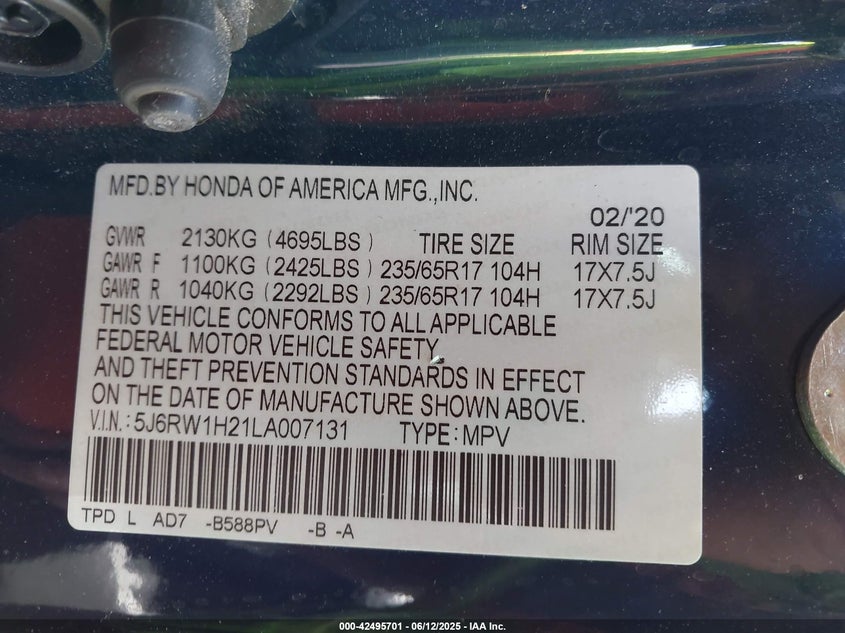 MFD.BY HONDA OF AMERICA MFG.,INC.
02/'20
GVWR 2130KG (4695LBS) TIRE SIZE RIM SIZE
GAWR F 1100KG (2425LBS) 235/65R17 104H 17X7.5J
GAWR R 1040KG (2292LBS) 235/65R17 104H 17X7.5J
THIS VEHICLE CONFORMS TO ALL APPLICABLE
FEDERAL MOTOR VEHICLE SAFETY
AND THEFT PREVENTION STANDARDS IN EFFECT
ON THE DATE OF MANUFACTURE SHOWN ABOVE.
V.I.N.: 5J6RW1H21LA007131 TYPE: MPV
TPD L AD7 -B588PV -B -A
000-42495701 - 06/12/2025 - IAA Inc.